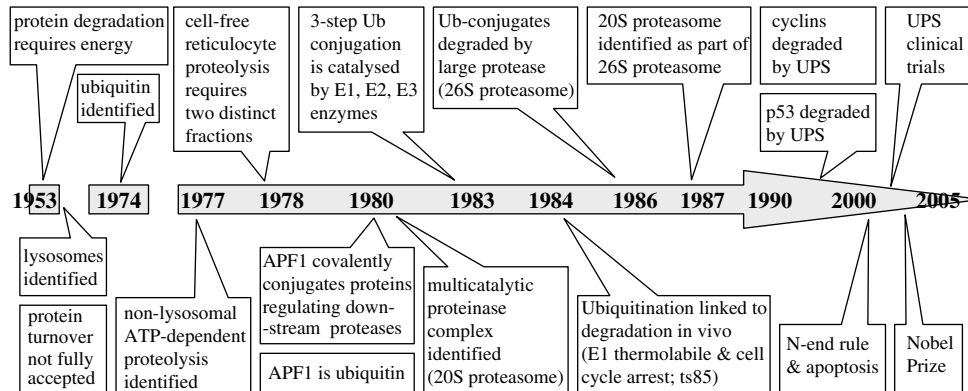 protein degradation
requires energy
ubiquitin
identified
cell-free
reticulocyte
proteolysis
requires
two distinct
fractions
3-step Ub
conjugation
is catalysed
by E1, E2, E3
enzymes
Ub-conjugates
degraded by
large protease
(26S proteasome)
20S proteasome
identified as part of
26S proteasome
cyclins
degraded
by UPS
p53 degraded
by UPS
UPS
clinical
trials
1953 1974 1977 1978 1980 1983 1984 1986 1987 1990 2000 2005
lysosomes
identified
protein
turnover
not fully
accepted
non-lysosomal
ATP-dependent
proteolysis
identified
APF1 covalently
conjugates proteins
regulating down-
-stream proteases
APF1 is ubiquitin
multicatalytic
proteinase
complex
identified
(20S proteasome)
Ubiquitination linked to
degradation in vivo
(E1 thermolabile & cell
cycle arrest; ts85)
N-end rule
& apoptosis
Nobel
Prize